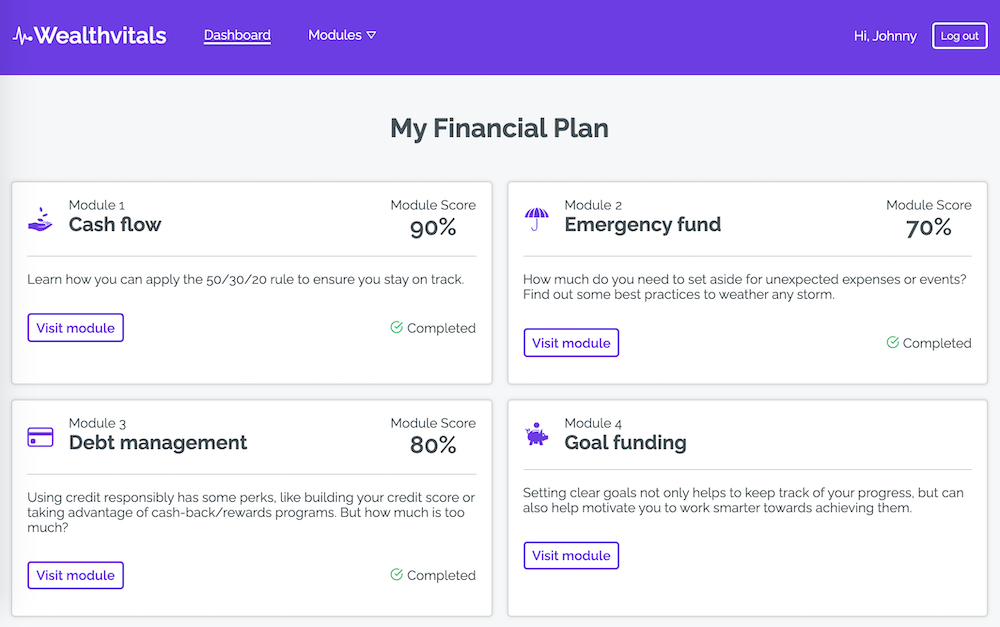 Wealthvitals
Dashboard
Modules
Hi, Johnny
Log out
My Financial Plan
Module 1
Cash flow
Module Score
90%
Learn how you can apply the 50/30/20 rule to ensure you stay on track.
Visit module
Completed
Module 2
Emergency fund
Module Score
70%
How much do you need to set aside for unexpected expenses or events?
Find out some best practices to weather any storm.
Visit module
Completed
Module 3
Debt management
Module Score
80%
Using credit responsibly has some perks, like building your credit score or
taking advantage of cash-back/rewards programs. But how much is too
much?
Visit module
Completed
Module 4
Goal funding
Setting clear goals not only helps to keep track of your progress, but can
also help motivate you to work smarter towards achieving them.
Visit module